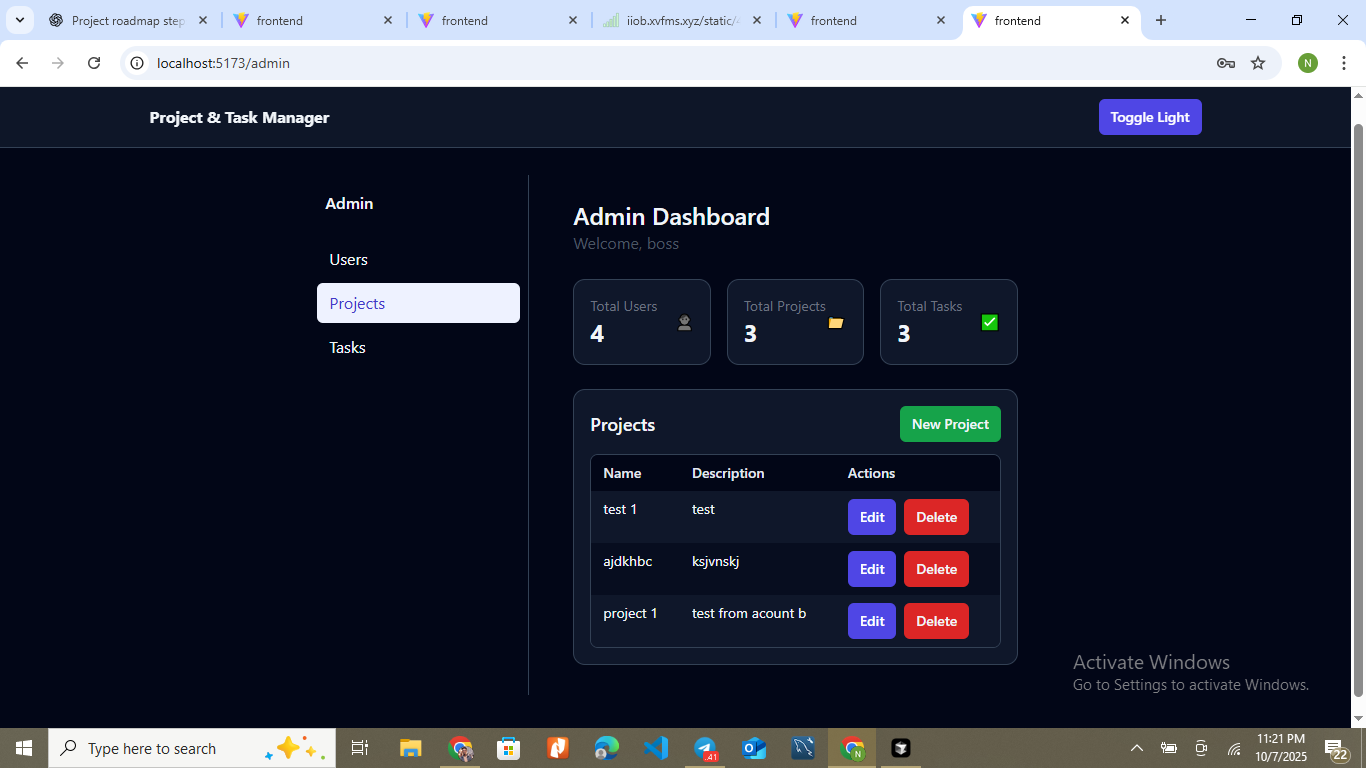 Project roadmap step
frontend
frontend
iiob.xvfms.xyz/static/
frontend
frontend
localhost:5173/admin
N
Project & Task Manager
Toggle Light
Admin
Users
Projects
Tasks
Admin Dashboard
Welcome, boss
Total Users
4
Total Projects
3
Total Tasks
3
Projects
New Project
Name Description Actions
test 1 test Edit Delete
ajdkhbc ksjvnskj Edit Delete
project 1 test from acount b Edit Delete
Activate Windows
Go to Settings to activate Windows.
Type here to search
.41
N
11:21 PM
10/7/2025
22